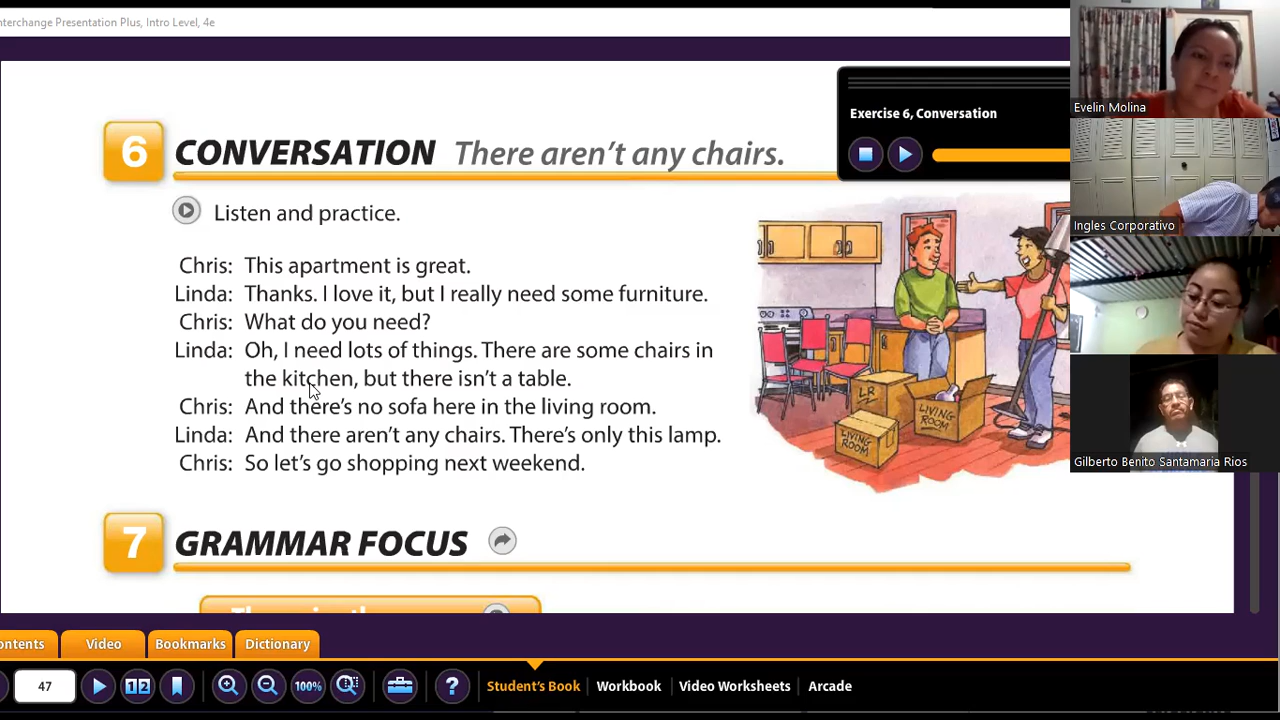 nterchange Presentation Plus, Intro Level, 4e
Exercise 6, Conversation
6 CONVERSATION There aren't any chairs.
Listen and practice.
Chris: This apartment is great.
Linda: Thanks. I love it, but I really need some furniture.
Chris: What do you need?
Linda: Oh, I need lots of things. There are some chairs in
the kitchen, but there isn't a table.
Chris: And there's no sofa here in the living room.
Linda: And there aren't any chairs. There's only this lamp.
Chris: So let's go shopping next weekend.
LR
LIVING
ROOM
LIVING
ROOM
7 GRAMMAR FOCUS
Evelin Molina
Ingles Corporativo
Gilberto Benito Santamaria Rios
ontents Video Bookmarks Dictionary
47 1 2 100% ? Student's Book Workbook Video Worksheets Arcade